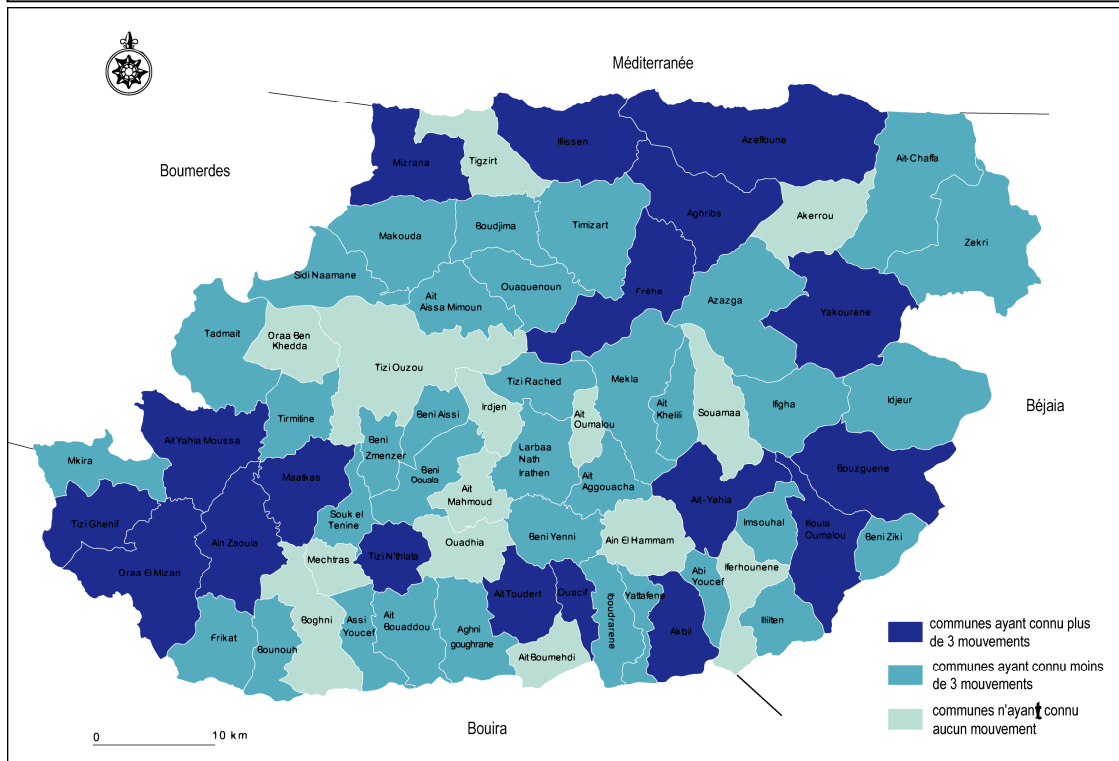 Méditerranée
Boumerdes
Mizrana
Tigzirt
Iflissen
Azeffoune
Ait-Chaffa
Aghribs
Akerrou
Zekri
Makouda
Boudjima
Timizart
Sidi Naamane
Ait
Aissa Mimoun
Ouaguenoun
Fréha
Azazga
Yakourene
Tadmait
Draa Ben
Khedda
Tizi Ouzou
Tizi Rached
Mekla
Ait
Khelili
Souamaa
Ifigha
Idjeur
Béjaia
Tirmitine
Beni Aissi
Irdjen
Ait
Oumalou
Ait Yahia Moussa
Beni
Zmenzer
Larbaa
Nath
Irathen
Mkira
Maatkas
Beni
Douala
Ait
Mahmoud
Ait
Aggouacha
Bouzguene
Tizi Ghenif
Souk el
Tenine
Ait-Yahia
Imsouhal
Illoula
Oumalou
Ain Zaouia
Ouadhia
Beni Yenni
Ain El Hammam
Beni Ziki
Draa El Mizan
Mechtras
Tizi N'thlata
Abi
Youcef
Iferhounene
Ait Toudert
Ouacif
Iboudrarene
Yattafene
Akbil
Illilten
Frikat
Bounouh
Boghni
Assi
Youcef
Ait
Bouaddou
Aghni
goughrane
Ait Boumehdi
communes ayant connu plus
de 3 mouvements
communes ayant connu moins
de 3 mouvements
communes n'ayant connu
aucun mouvement
Bouira
0 10 km